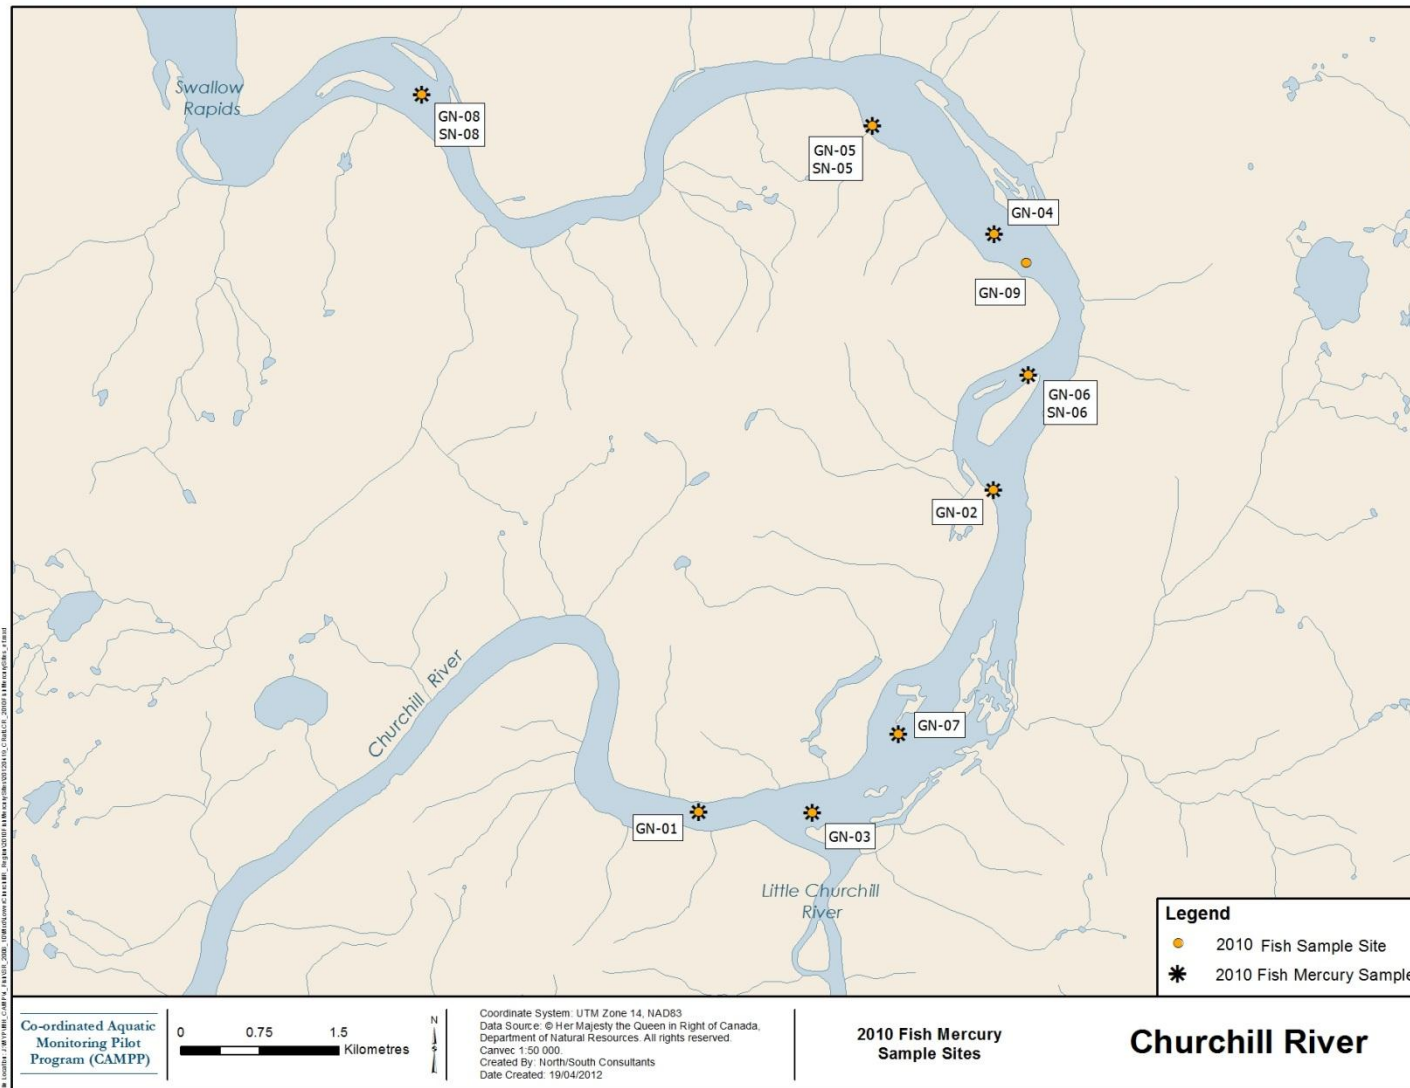 Swallow
Rapids
GN-08
SN-08
GN-05
SN-05
GN-04
GN-09
GN-06
SN-06
GN-02
Churchill River
GN-07
GN-01
GN-03
Little Churchill
River
Legend
2010 Fish Sample Site
2010 Fish Mercury Sample
Co-ordinated Aquatic
Monitoring Pilot
Program (CAMPP)
0 0.75 1.5
Kilometres
N
Coordinate System: UTM Zone 14, NAD83
Data Source: © Her Majesty the Queen in Right of Canada,
Department of Natural Resources. All rights reserved.
Canvec 1:50 000.
Created By: North/South Consultants
Date Created: 19/04/2012
2010 Fish Mercury
Sample Sites
Churchill River